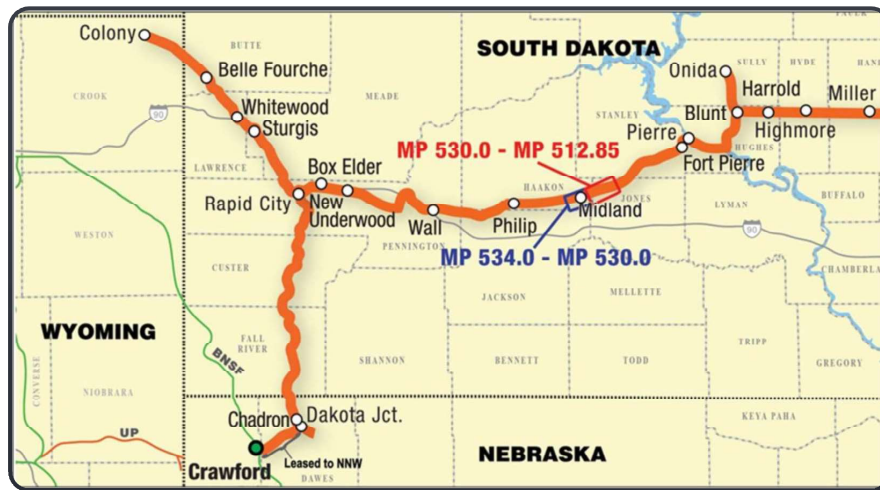 FAULK
Colony
BUTTE
SOUTH DAKOTA
SULLY
HYDE
HAND
Onida
Belle Fourche
MEADE
Harrold
Miller
CROOK
90
Whitewood
STANLEY
Blunt
Sturgis
Pierre
Highmore
MP 530.0 - MP 512.85
HUGHES
Fort Pierre
LAWRENCE
Box Elder
HAAKON
BUFFALO
Rapid City
New
Underwood
Midland
JONES
LYMAN
Wall
Philip
90
WESTON
PENNINGTON
MP 534.0 - MP 530.0
CUSTER
CHAMBERLA
JACKSON
MELLETTE
WYOMING
FALL
RIVER
TRIPP
BNSF
SHANNON
BENNETT
TODD
GREGORY
CONVERSE
NIOBRARA
Chadron
Dakota Jct.
KEYA PAHA
UP
Crawford
Leased to NNW
NEBRASKA
DAWES